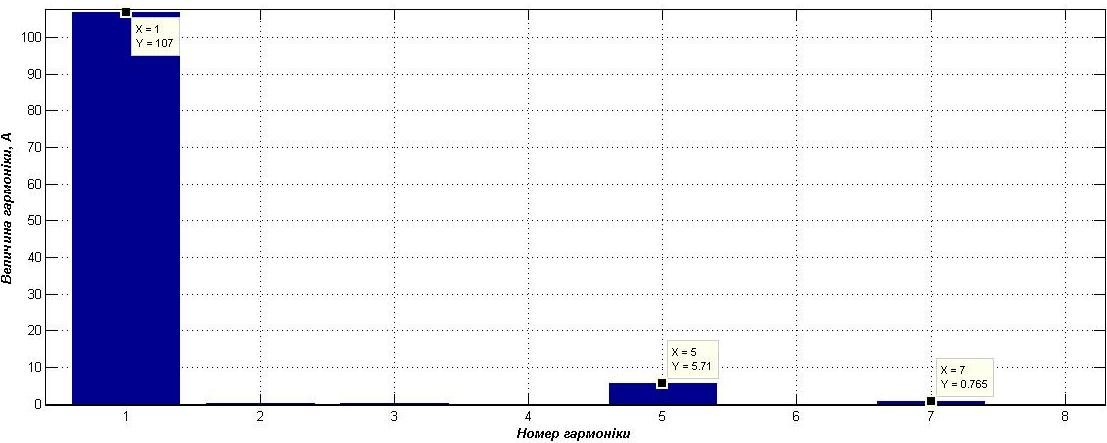 Величина гармоніки, А
100
90
80
70
60
50
40
30
20
10
0
X = 1
Y = 107
X = 5
Y = 5.71
X = 7
Y = 0.765
1 2 3 4 5 6 7 8
Номер гармоніки